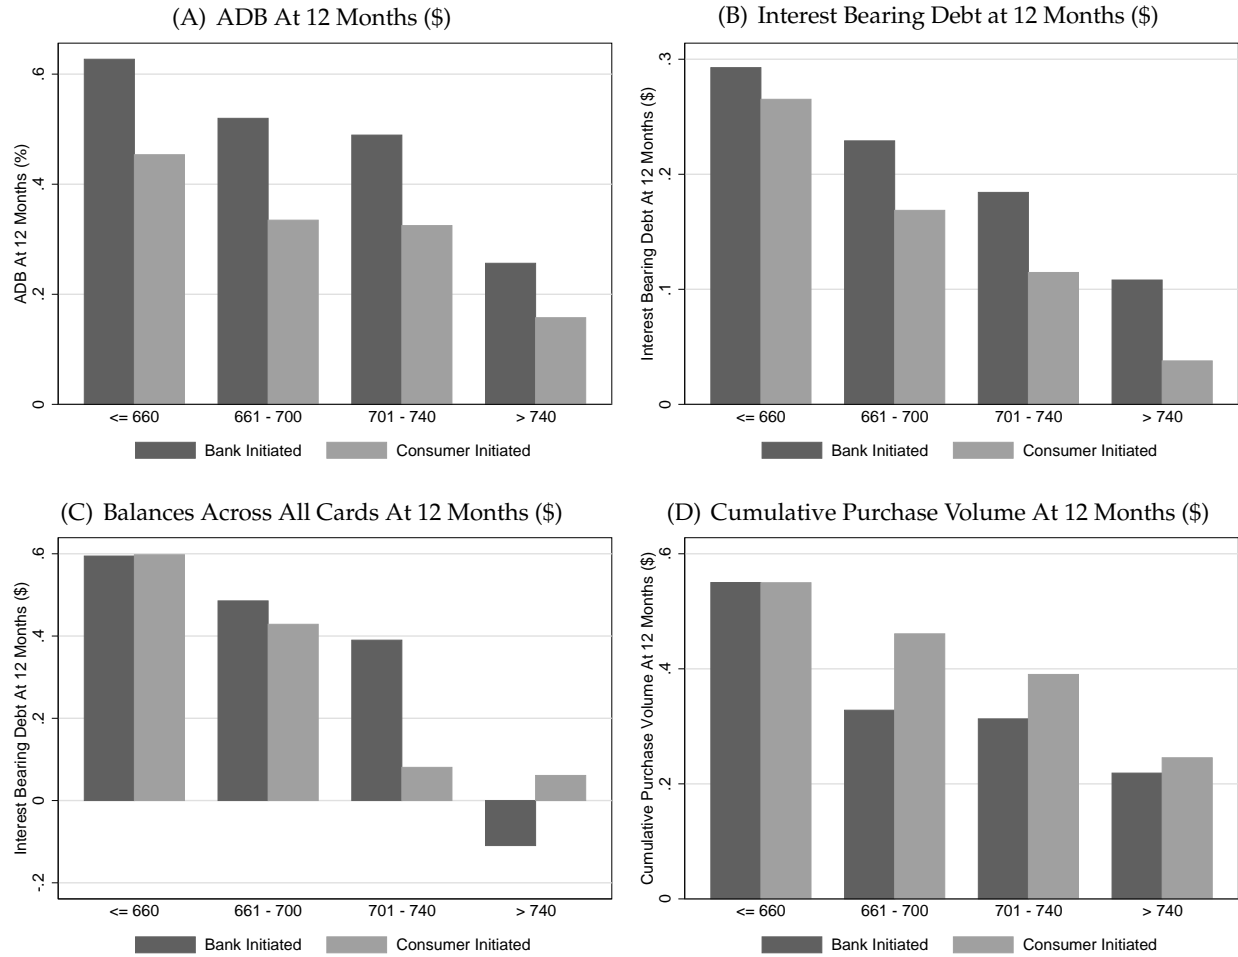 (A) ADB At 12 Months ($)
ADB At 12 Months (%)
.6
.4
.2
0
<= 660
661 - 700
701 - 740
> 740
Bank Initiated
Consumer Initiated
(B) Interest Bearing Debt at 12 Months ($)
Interest Bearing Debt At 12 Months ($)
.3
.2
.1
0
<= 660
661 - 700
701 - 740
> 740
Bank Initiated
Consumer Initiated
(C) Balances Across All Cards At 12 Months ($)
Interest Bearing Debt At 12 Months ($)
.6
.4
.2
0
-.2
<= 660
661 - 700
701 - 740
> 740
Bank Initiated
Consumer Initiated
(D) Cumulative Purchase Volume At 12 Months ($)
Cumulative Purchase Volume At 12 Months ($)
.6
.4
.2
0
<= 660
661 - 700
701 - 740
> 740
Bank Initiated
Consumer Initiated